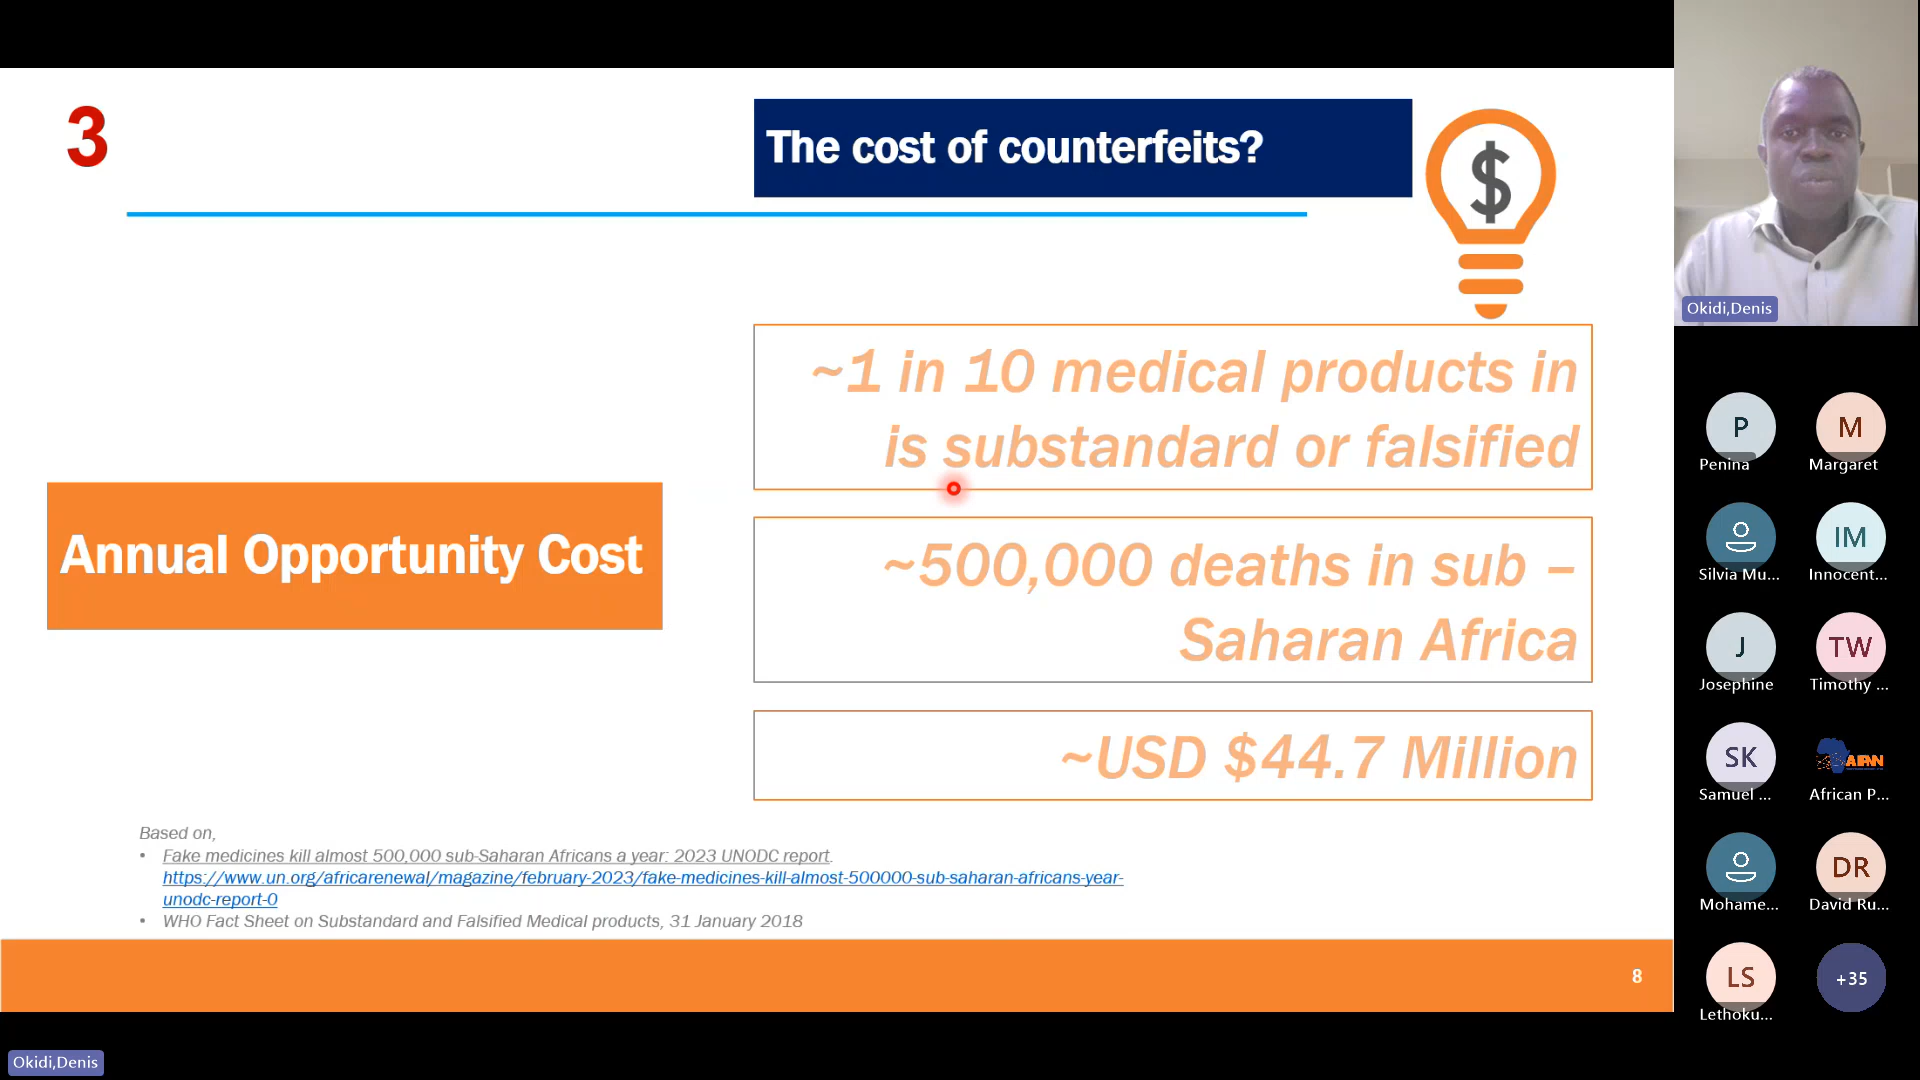 3
The cost of counterfeits?
$
~1 in 10 medical products in
is substandard or falsified
Annual Opportunity Cost
~500,000 deaths in sub –
Saharan Africa
~USD $44.7 Million
Based on,
• Fake medicines kill almost 500,000 sub-Saharan Africans a year: 2023 UNODC report.
https://www.un.org/africarenewal/magazine/february-2023/fake-medicines-kill-almost-500000-sub-saharan-africans-year-
unodc-report-0
• WHO Fact Sheet on Substandard and Falsified Medical products, 31 January 2018
8
Okidi,Denis
Okidi,Denis
P
M
Penina
Margaret
IM
Silvia Mu...
Innocent...
J
TW
Josephine
Timothy ...
SK
APN
Samuel ...
African P...
DR
Mohame...
David Ru...
LS
+35
Lethoku...